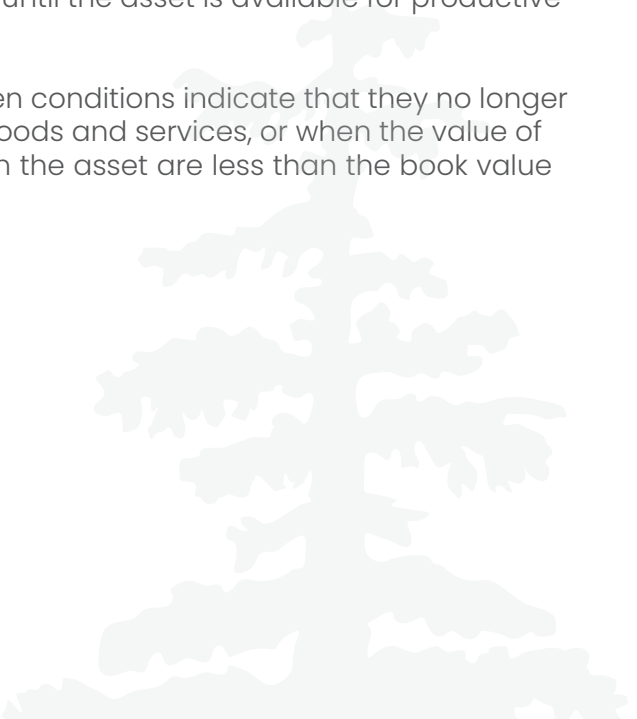 until the asset is available for productive
en conditions indicate that they no longer
oods and services, or when the value of
n the asset are less than the book value